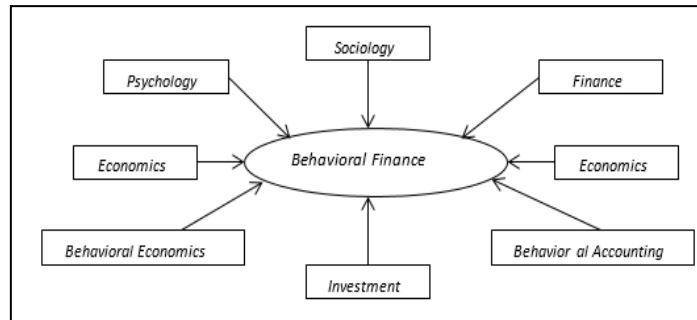 Sociology
Psychology
Finance
Economics
Behavioral Finance
Economics
Behavioral Economics
Behavior al Accounting
Investment